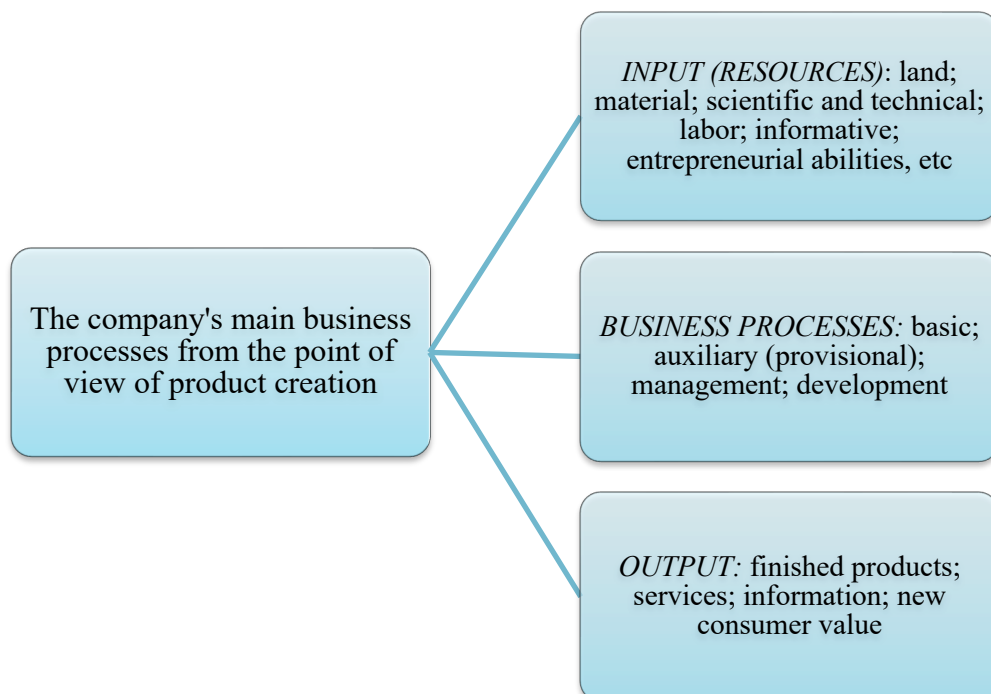 The company's main business
processes from the point of
view of product creation
INPUT (RESOURCES): land;
material; scientific and technical;
labor; informative;
entrepreneurial abilities, etc
BUSINESS PROCESSES: basic;
auxiliary (provisional);
management; development
OUTPUT: finished products;
services; information; new
consumer value